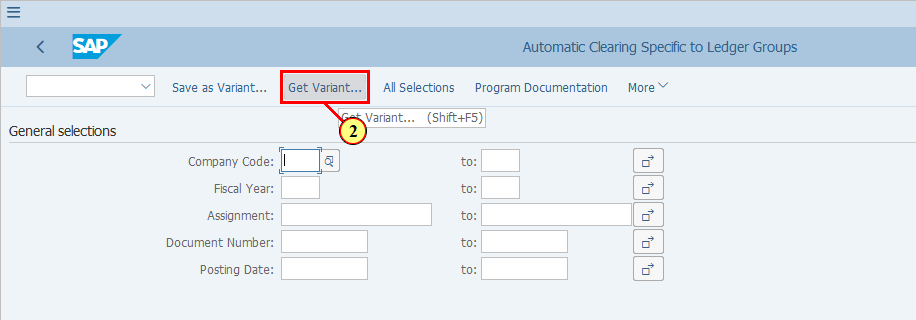 SAP
Automatic Clearing Specific to Ledger Groups
Save as Variant... Get Variant... All Selections Program Documentation More
Get Variant... (Shift+F5)
2
General selections
Company Code: to:
Fiscal Year: to:
Assignment: to:
Document Number: to:
Posting Date: to: